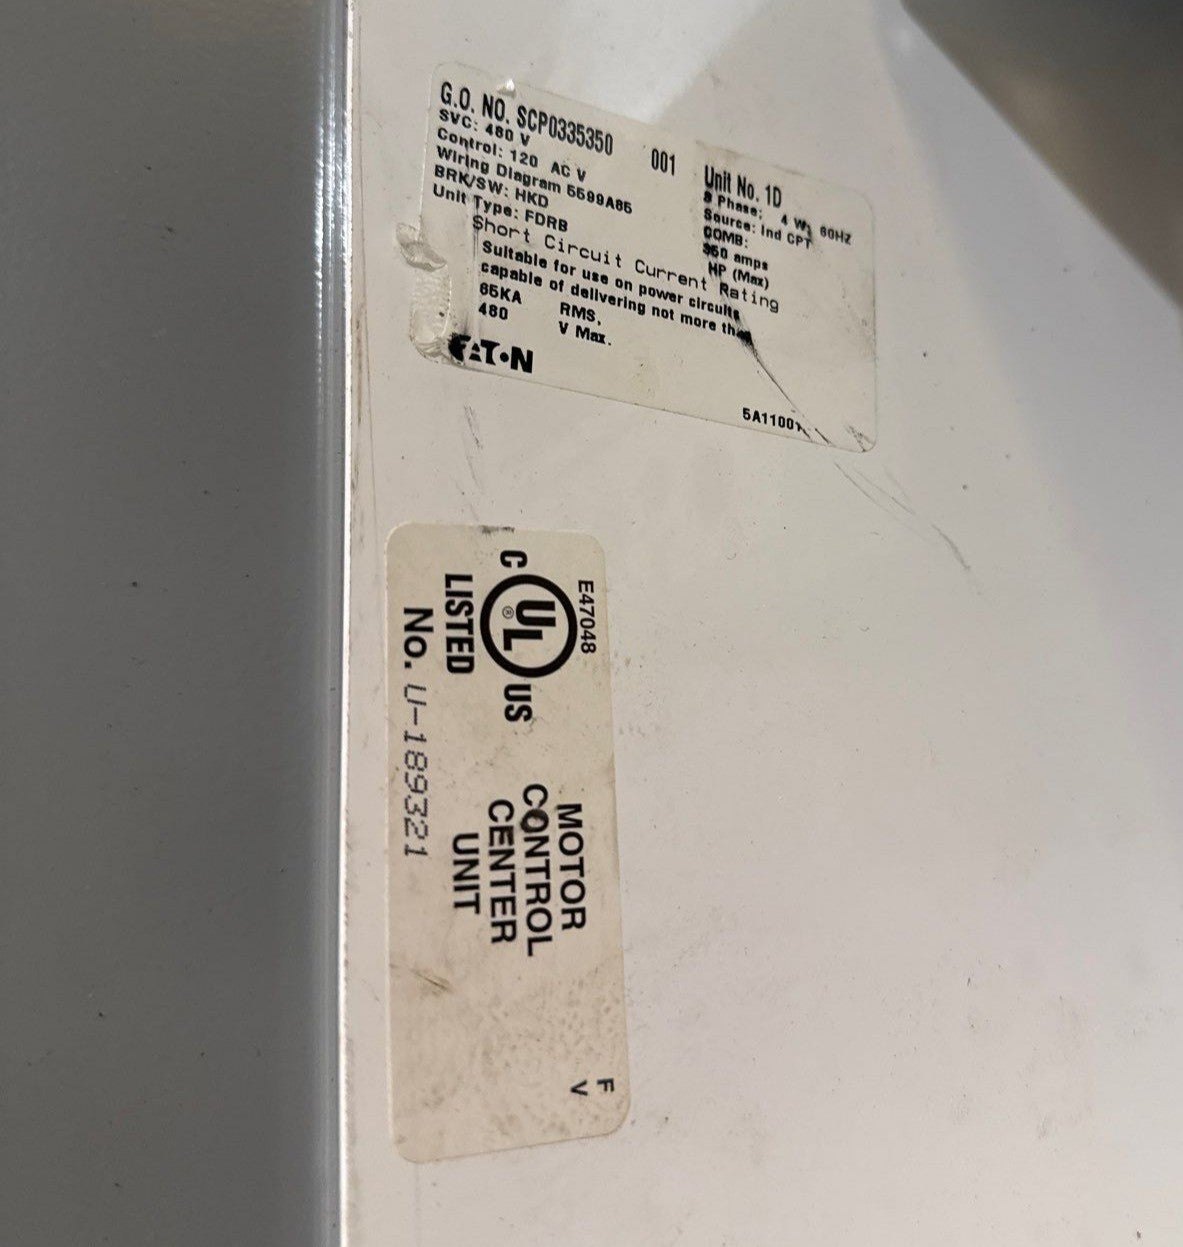 G.O. NO. SCP0335350 001 Unit No. 1D
SVC: 480 V Phase; 4 W; 60HZ
Control: 120 AC V Source: Ind CPT
Wiring Diagram 5599A65 COMB:
BRK/SW: HKD 350 amps
Unit Type: FDRB HP (Max)
Short Circuit Current Rating
Suitable for use on power circuits
capable of delivering not more than
65KA RMS,
480 V Max.
EATON
5A11001
E47048
C UL ® US
LISTED
No. U-189321
MOTOR
CONTROL
CENTER
UNIT
F
V